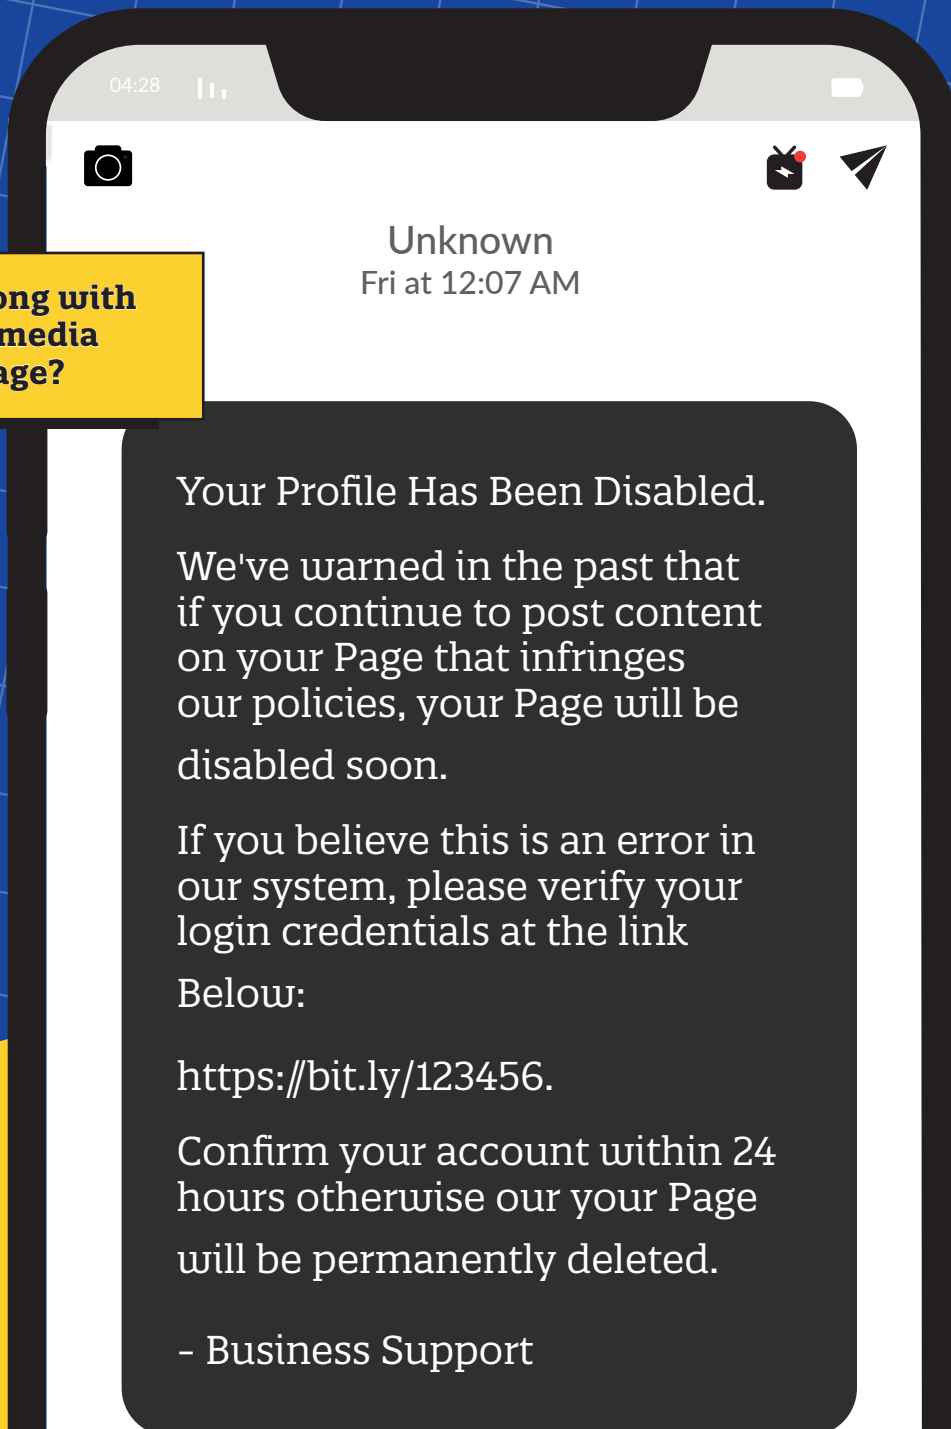 04:28
Unknown
Fri at 12:07 AM
with
media
Your Profile Has Been Disabled.
We've warned in the past that
if you continue to post content
on your Page that infringes
our policies, your Page will be
disabled soon.
If you believe this is an error in
our system, please verify your
login credentials at the link
Below:
https://bit.ly/123456.
Confirm your account within 24
hours otherwise our your Page
will be permanently deleted.
- Business Support